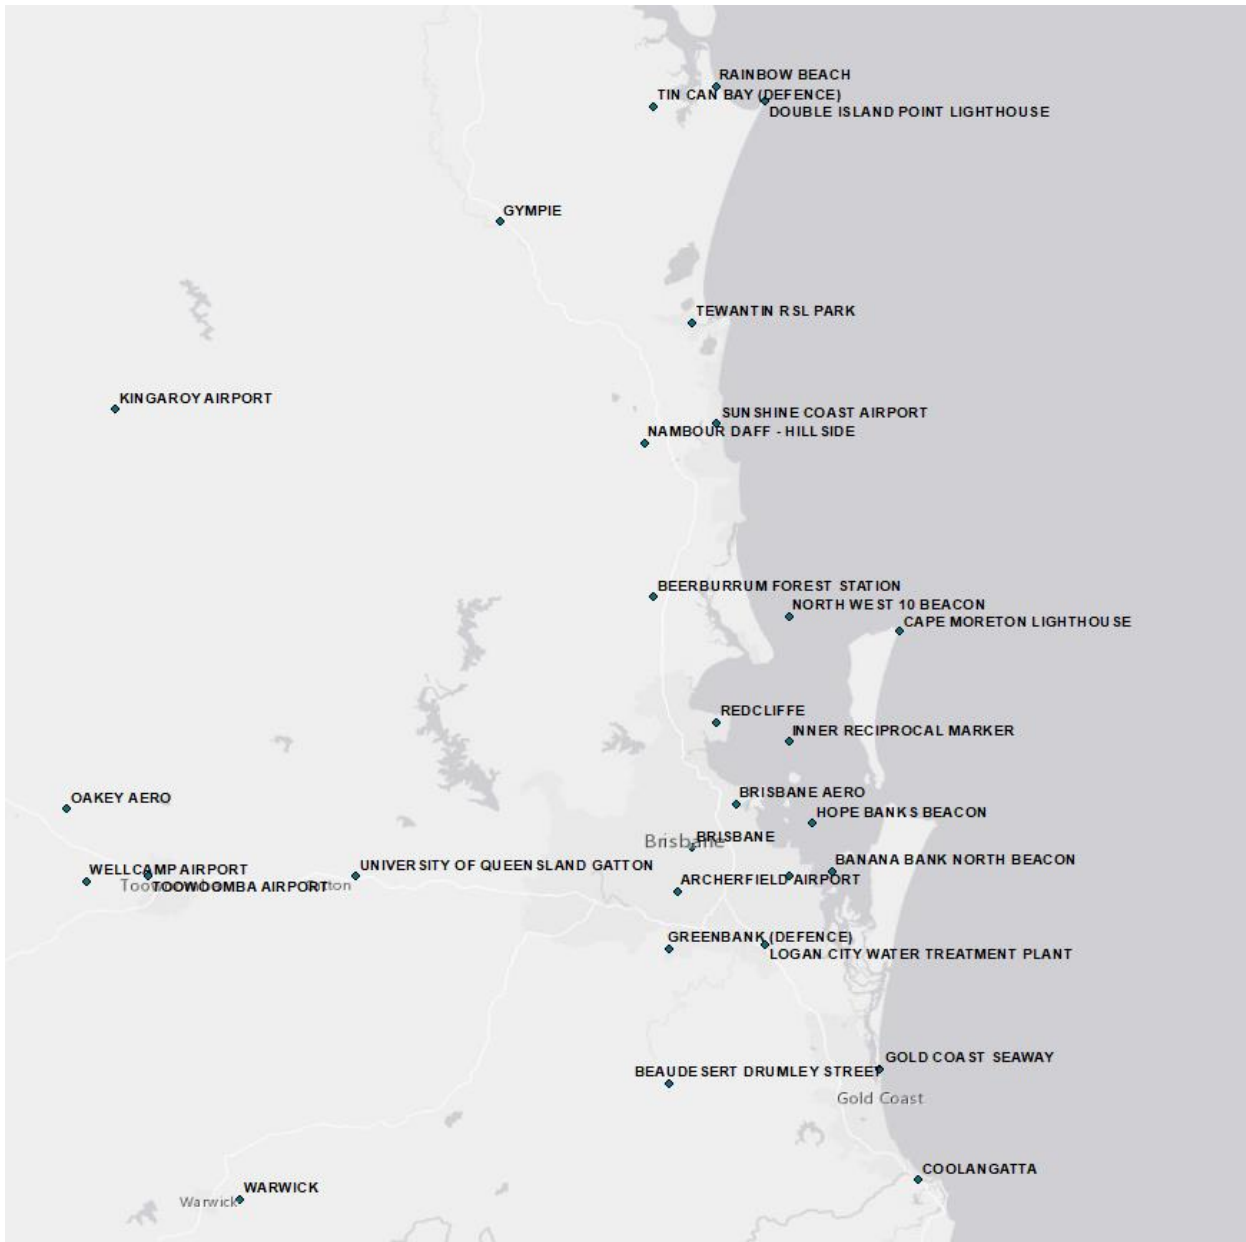 RAINBOW BEACH
TIN CAN BAY (DEFENCE)
DOUBLE ISLAND POINT LIGHTHOUSE
GYMPIE
TEWANTIN RSL PARK
KINGAROY AIRPORT
SUNSHINE COAST AIRPORT
NAMBOUR DAFF - HILLSIDE
BEERBURRUM FOREST STATION
NORTH WEST 10 BEACON
CAPE MORETON LIGHTHOUSE
REDCLIFFE
INNER RECIPROCAL MARKER
OAKEY AERO
BRISBANE AERO
HOPE BANKS BEACON
BRISBANE
Brisbane
BANANA BANK NORTH BEACON
UNIVERSITY OF QUEENSLAND GATTON
WELLCAMP AIRPORT
ARCHERFIELD AIRPORT
TOOWOOMBA AIRPORT
GREENBANK (DEFENCE)
LOGAN CITY WATER TREATMENT PLANT
GOLD COAST SEAWAY
BEAUDESERT DRUMLEY STREET
Gold Coast
COOLANGATTA
WARWICK
Warwick